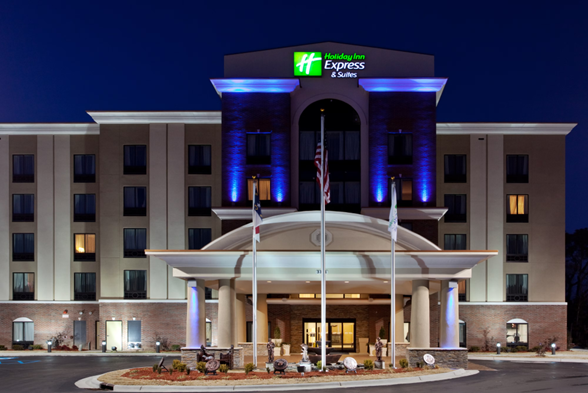 H
Holiday Inn
Express
& Suites